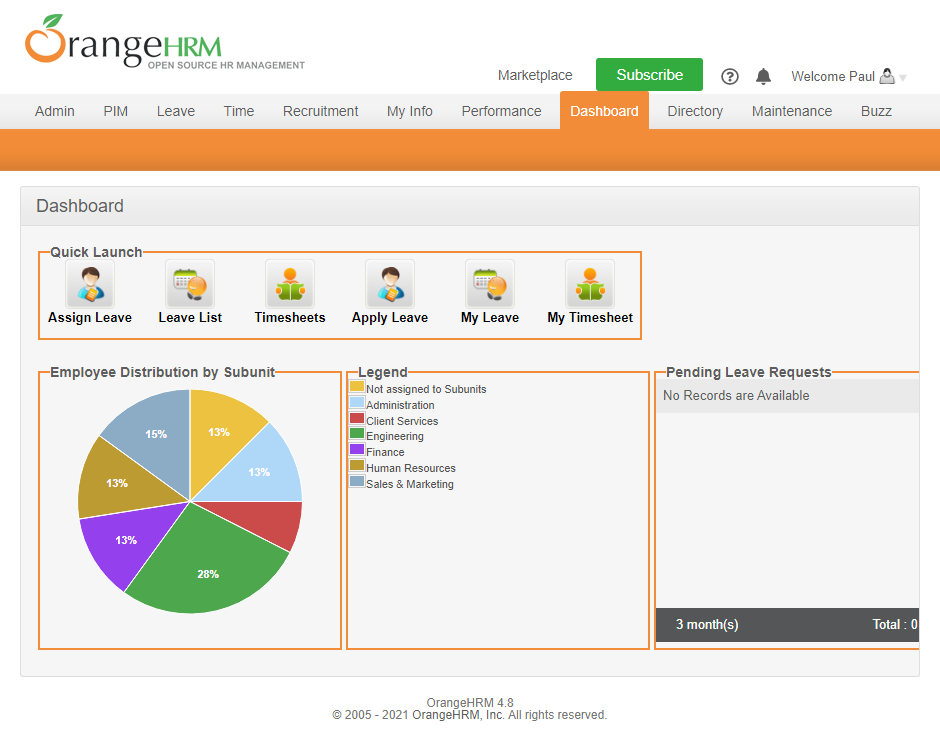 OrangeHRM
OPEN SOURCE HR MANAGEMENT
Marketplace Subscribe ? Welcome Paul
Admin PIM Leave Time Recruitment My Info Performance Dashboard Directory Maintenance Buzz
Dashboard
Quick Launch
Assign Leave Leave List Timesheets Apply Leave My Leave My Timesheet
Employee Distribution by Subunit
13%
13%
28%
13%
13%
15%
Legend
Not assigned to Subunits
Administration
Client Services
Engineering
Finance
Human Resources
Sales & Marketing
Pending Leave Requests
No Records are Available
3 month(s) Total : 0
OrangeHRM 4.8
© 2005 - 2021 OrangeHRM, Inc. All rights reserved.